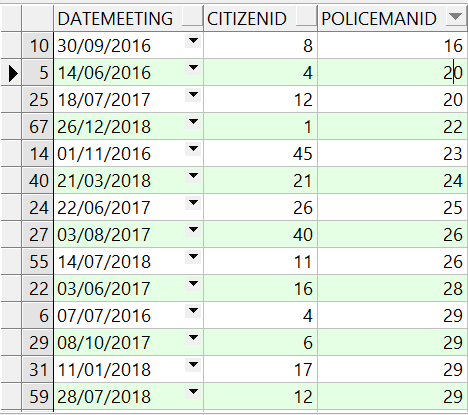 DATEMEETING CITIZENID POLICEMANID
10 30/09/2016 8 16
5 14/06/2016 4 20
25 18/07/2017 12 20
67 26/12/2018 1 22
14 01/11/2016 45 23
40 21/03/2018 21 24
24 22/06/2017 26 25
27 03/08/2017 40 26
55 14/07/2018 11 26
22 03/06/2017 16 28
6 07/07/2016 4 29
29 08/10/2017 6 29
31 11/01/2018 17 29
59 28/07/2018 12 29